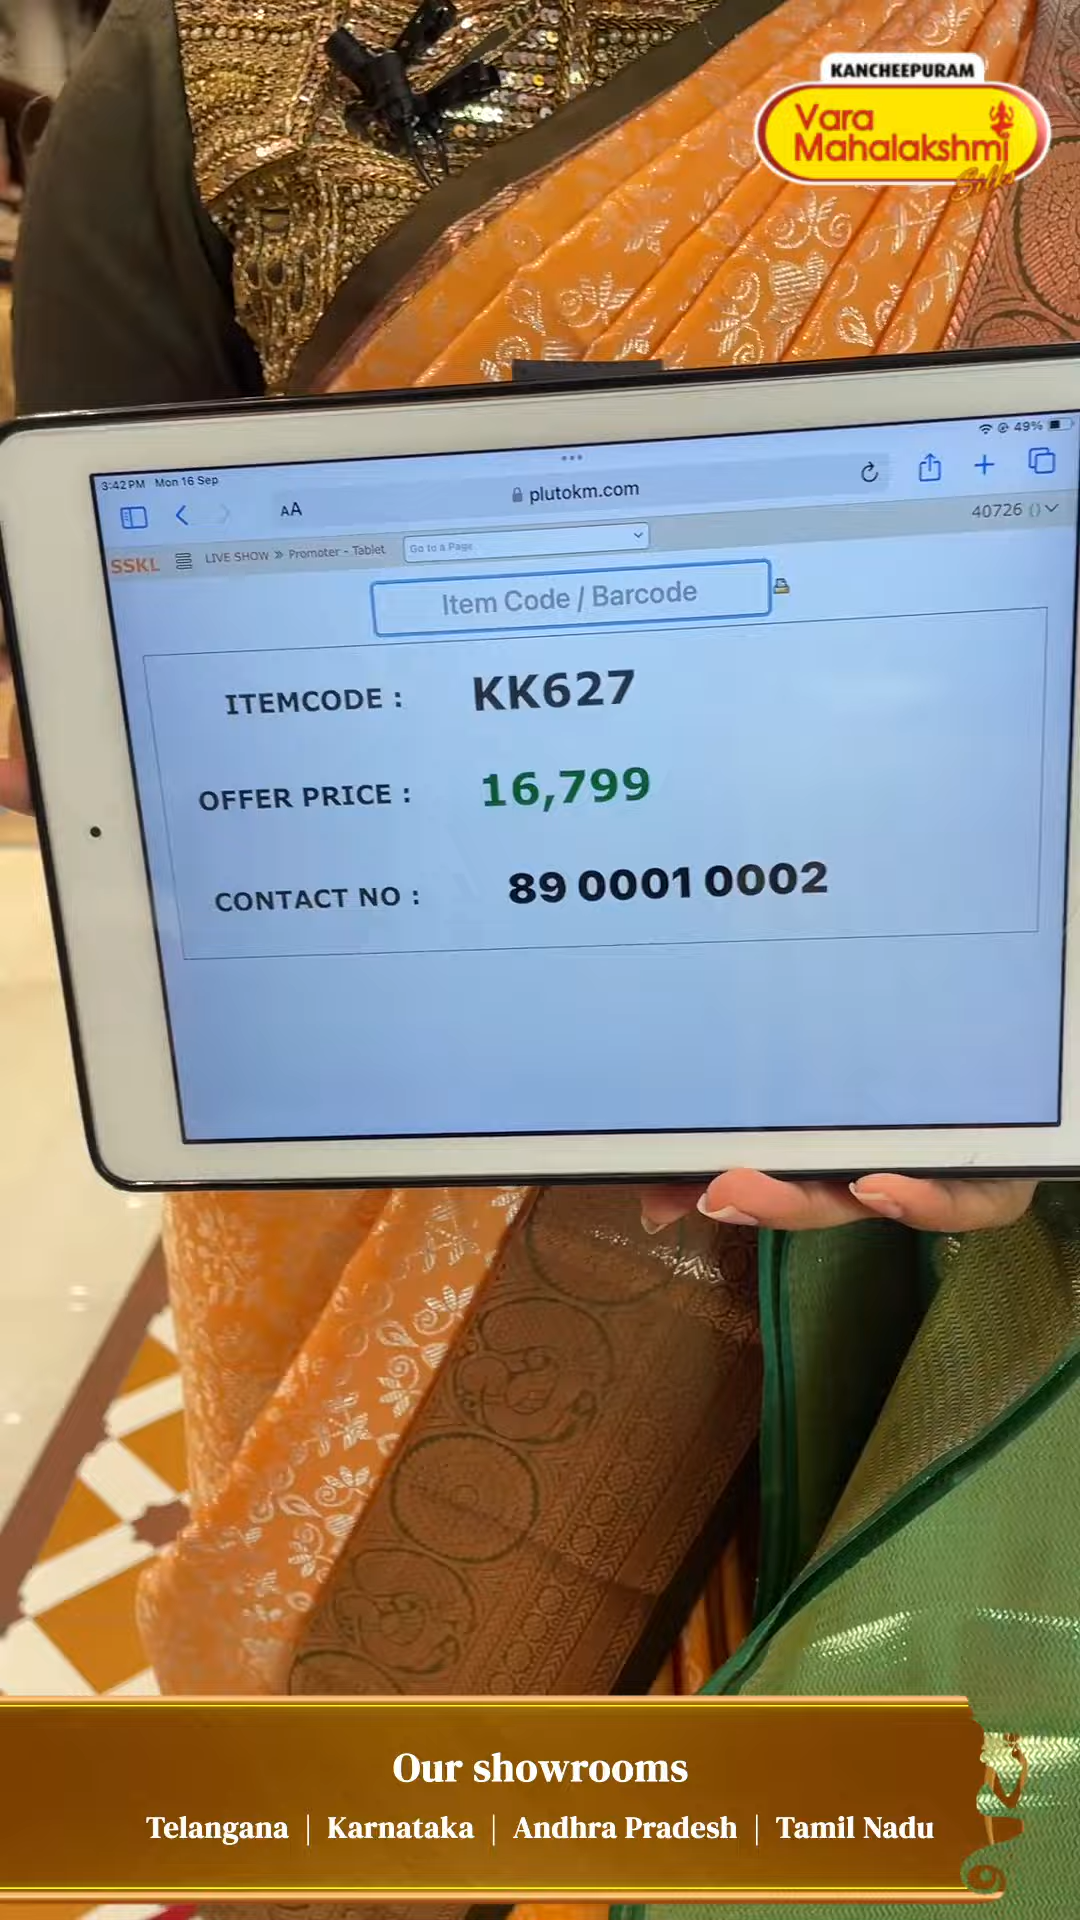 KANCHEEPURAM
Vara
Mahalakshmi
Silks
3:42 PM Mon 16 Sep
49%
AA
plutokm.com
40726 ()
SSKL
LIVE SHOW » Promoter - Tablet
Go to a Page
Item Code / Barcode
ITEMCODE : KK627
OFFER PRICE : 16,799
CONTACT NO : 89 0001 0002
Our showrooms
Telangana | Karnataka | Andhra Pradesh | Tamil Nadu